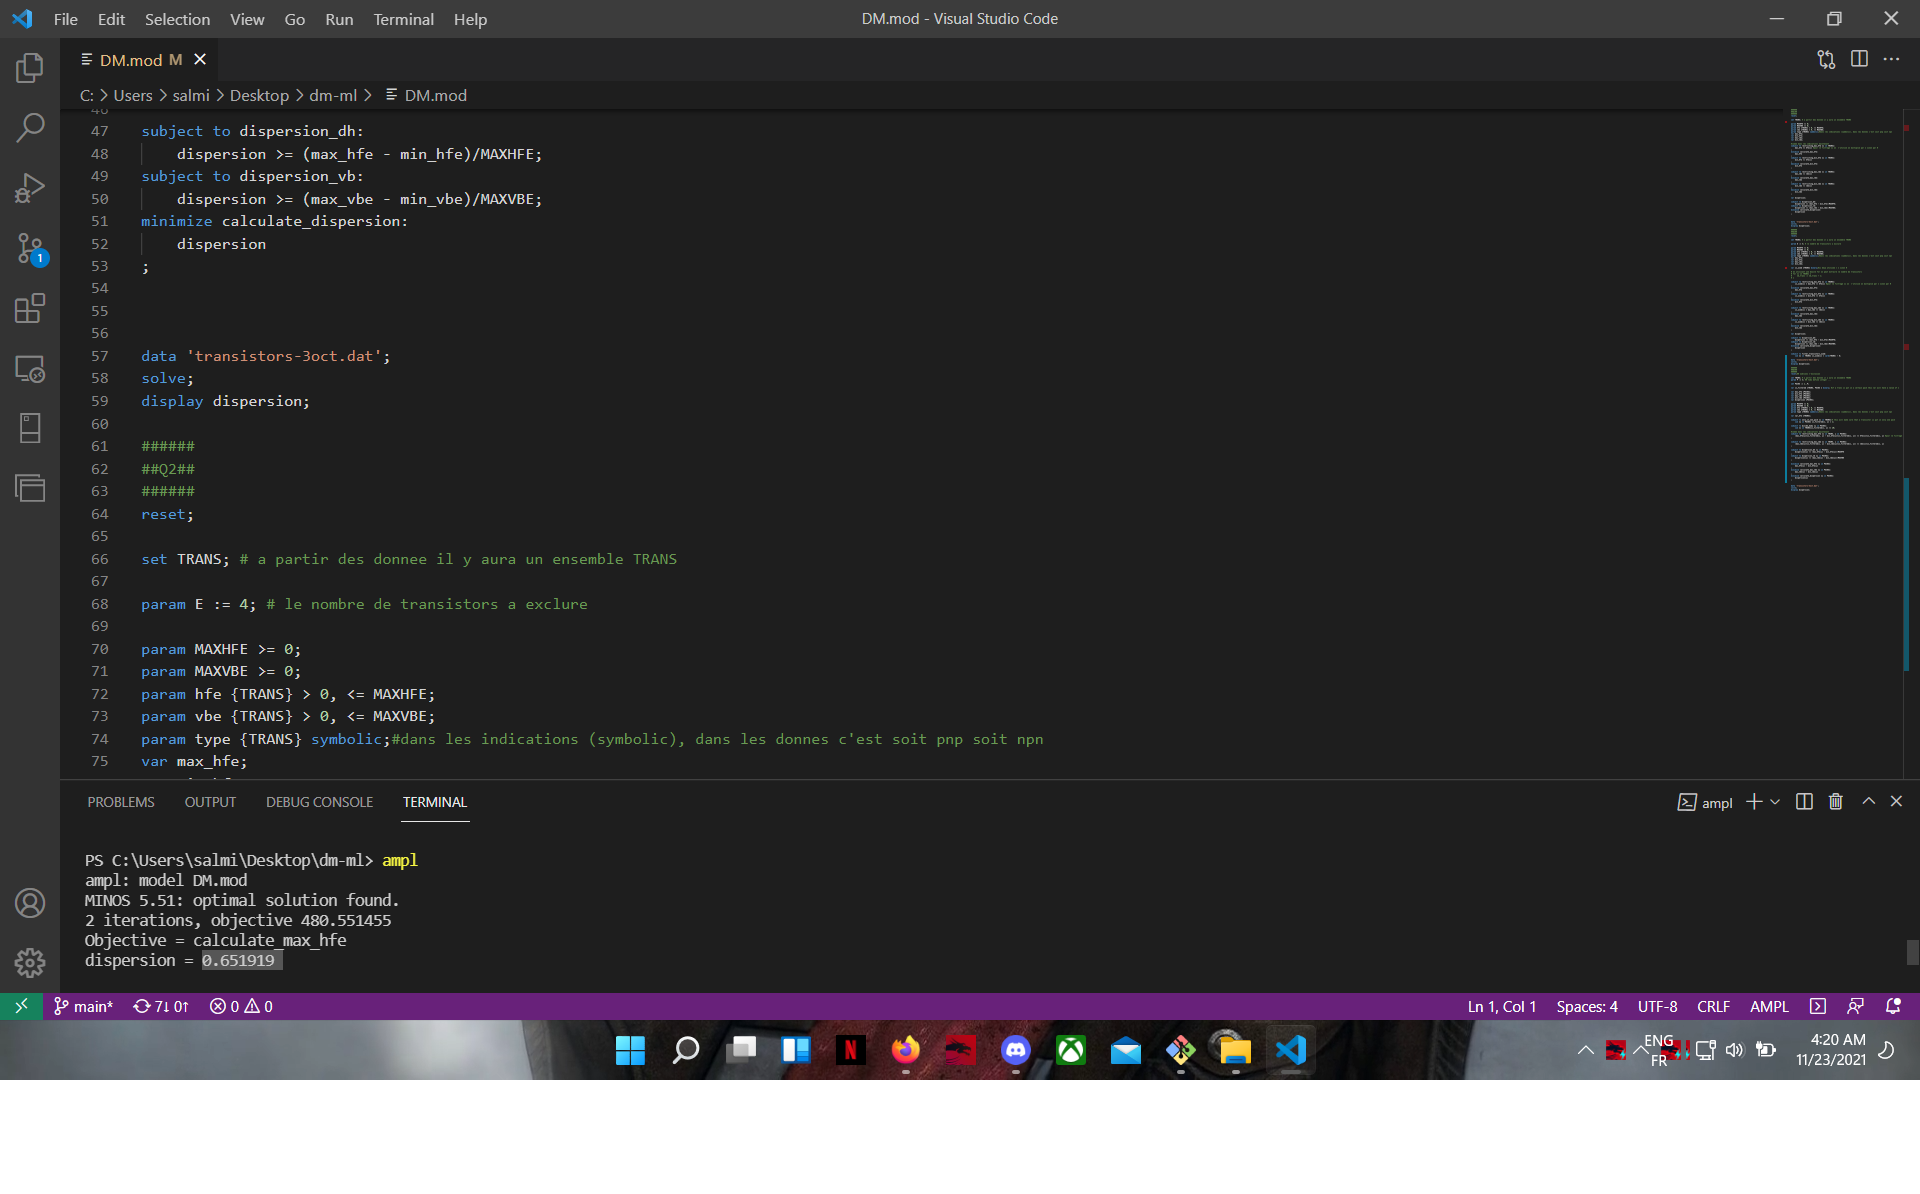 File Edit Selection View Go Run Terminal Help
DM.mod - Visual Studio Code
DM.mod M
C: > Users > salmi > Desktop > dm-ml > DM.mod
46
47 subject to dispersion_dh:
48 dispersion >= (max_hfe - min_hfe)/MAXHFE;
49 subject to dispersion_vb:
50 dispersion >= (max_vbe - min_vbe)/MAXVBE;
51 minimize calculate_dispersion:
52 dispersion
53 ;
54
55
56
57 data 'transistors-3oct.dat';
58 solve;
59 display dispersion;
60
61 ######
62 ##Q2##
63 ######
64 reset;
65
66 set TRANS; # a partir des donnee il y aura un ensemble TRANS
67
68 param E := 4; # le nombre de transistors a exclure
69
70 param MAXHFE >= 0;
71 param MAXVBE >= 0;
72 param hfe {TRANS} > 0, <= MAXHFE;
73 param vbe {TRANS} > 0, <= MAXVBE;
74 param type {TRANS} symbolic;#dans les indications (symbolic), dans les donnes c'est soit pnp soit npn
75 var max_hfe;
PROBLEMS OUTPUT DEBUG CONSOLE TERMINAL
ampl
PS C:\Users\salmi\Desktop\dm-ml> ampl
ampl: model DM.mod
MINOS 5.51: optimal solution found.
2 iterations, objective 480.551455
Objective = calculate_max_hfe
dispersion = 0.651919
main* 7↓ 0↑ 0 0
Ln 1, Col 1 Spaces: 4 UTF-8 CRLF AMPL
1
N
ENG
FR
4:20 AM
11/23/2021